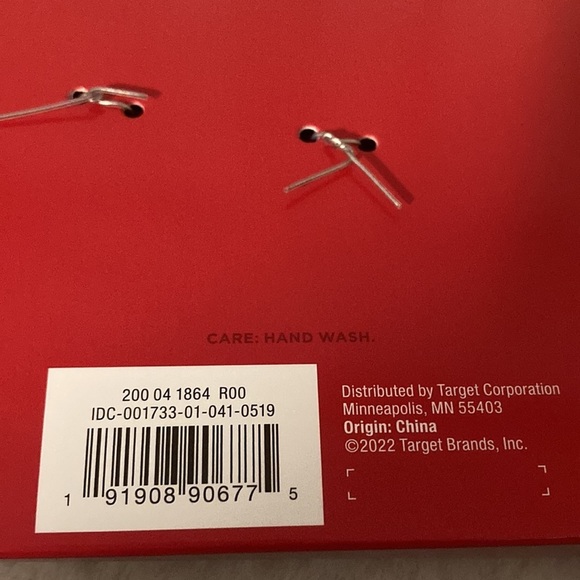 CARE: HAND WASH.
200 04 1864 R00
IDC-001733-01-041-0519
1 91908 90677 5
Distributed by Target Corporation
Minneapolis, MN 55403
Origin: China
©2022 Target Brands, Inc.